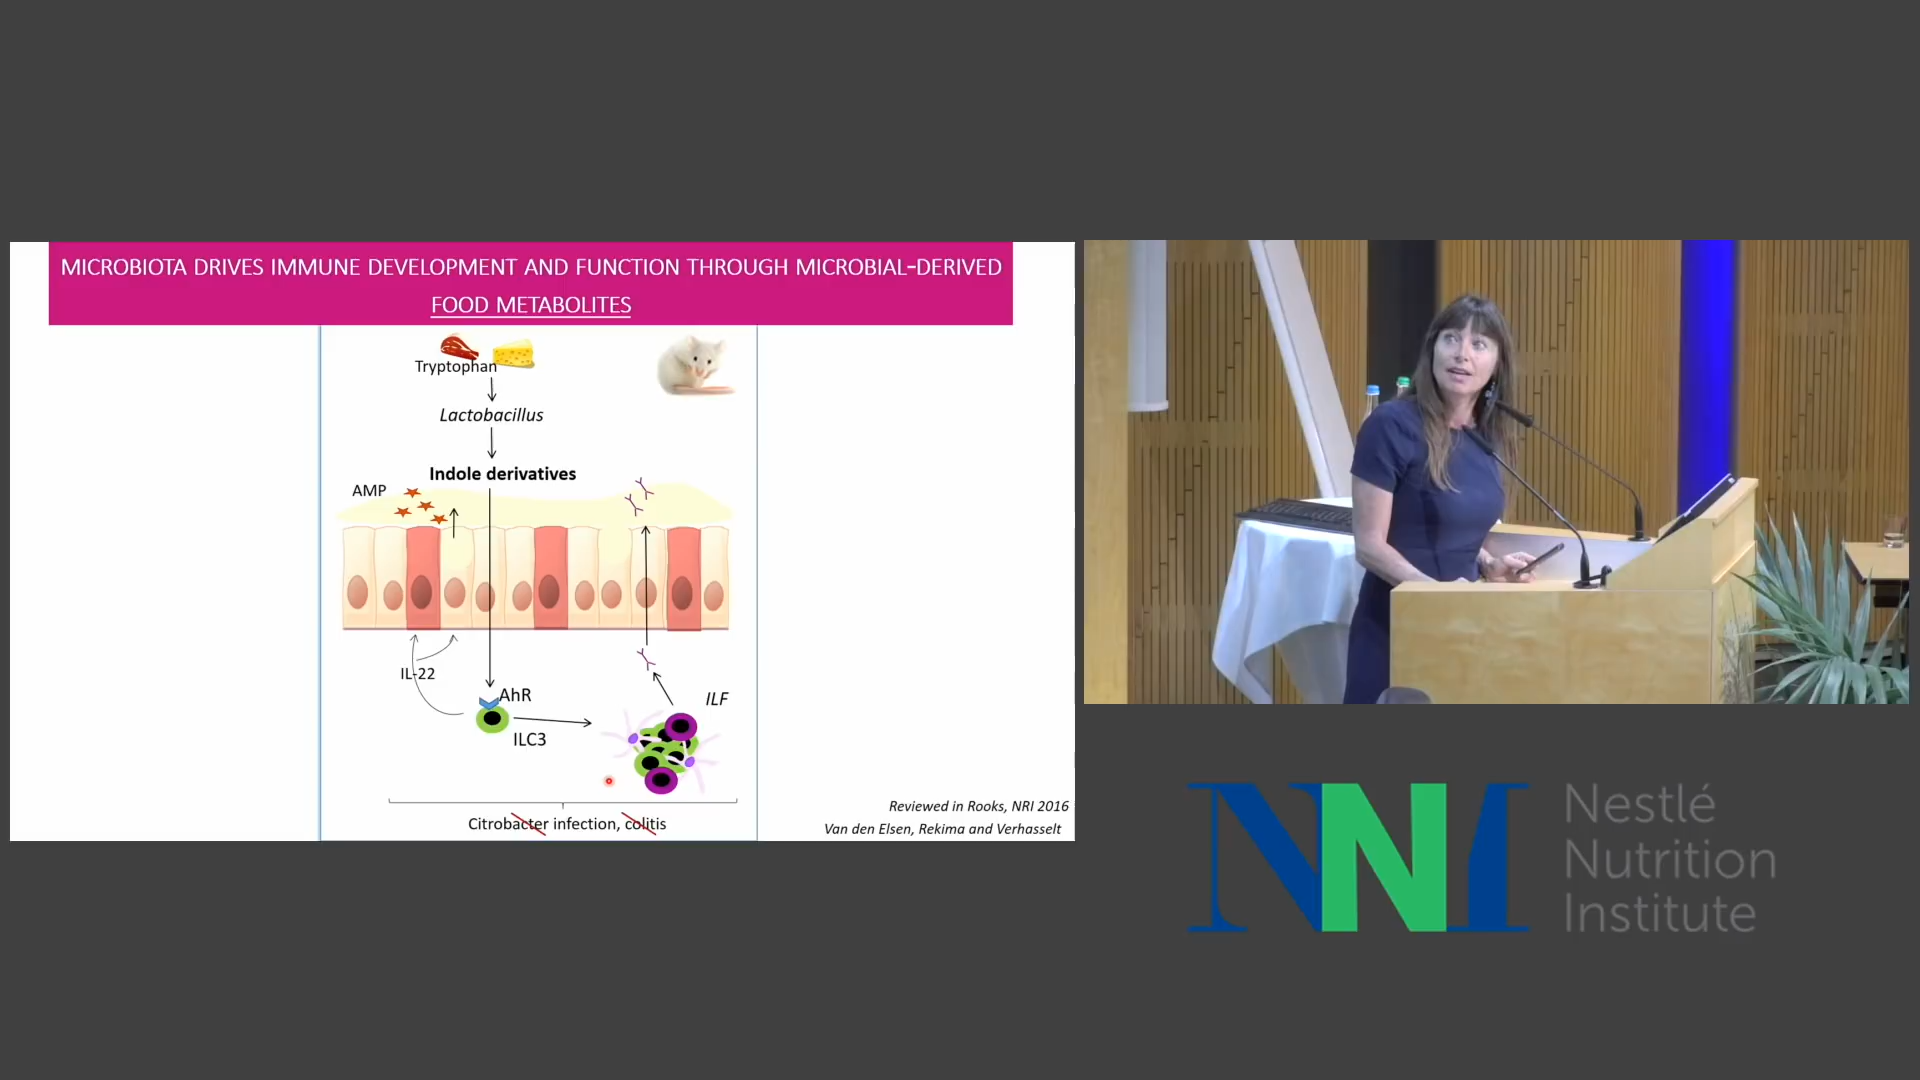 MICROBIOTA DRIVES IMMUNE DEVELOPMENT AND FUNCTION THROUGH MICROBIAL-DERIVED
FOOD METABOLITES
Tryptophan
Lactobacillus
Indole derivatives
AMP
IL-22
AhR
ILC3
ILF
Citrobacter infection, colitis
Reviewed in Rooks, NRI 2016
Van den Elsen, Rekima and Verhasselt
NNI
Nestlé
Nutrition
Institute